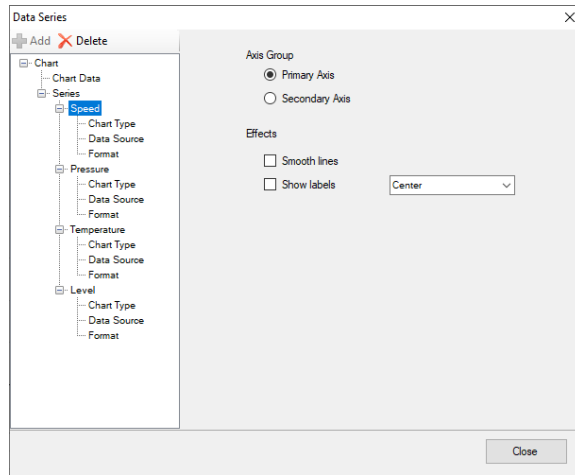 Data Series
Add Delete
Chart
Chart Data
Series
Speed
Chart Type
Data Source
Format
Pressure
Chart Type
Data Source
Format
Temperature
Chart Type
Data Source
Format
Level
Chart Type
Data Source
Format
Axis Group
Primary Axis
Secondary Axis
Effects
Smooth lines
Show labels Center
Close